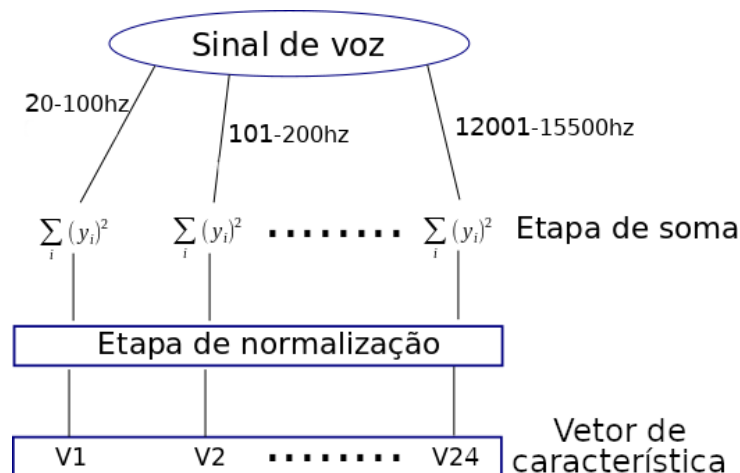 Sinal de voz
20-100hz
101-200hz
12001-15500hz
∑ᵢ (yᵢ)² ∑ᵢ (yᵢ)² ........ ∑ᵢ (yᵢ)² Etapa de soma
Etapa de normalização
Vetor de
V1 V2 ........ V24 característica